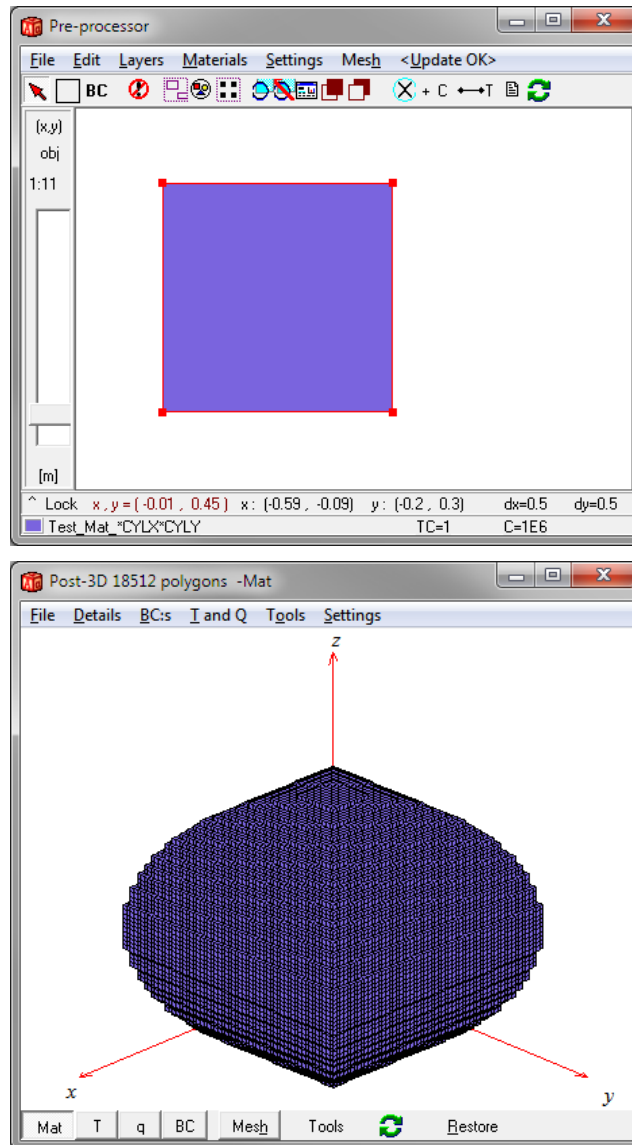 Pre-processor
File Edit Layers Materials Settings Mesh <Update OK>
BC + C T
(x,y)
obj
1:11
[m]
^ Lock x,y=( -0.01 , 0.45 ) x: (-0.59 , -0.09) y: (-0.2 , 0.3) dx=0.5 dy=0.5
Test_Mat_*CYLX*CYLY TC=1 C=1E6
Post-3D 18512 polygons -Mat
File Details BC:s T and Q Tools Settings
z
x y
Mat T q BC Mesh Tools Restore